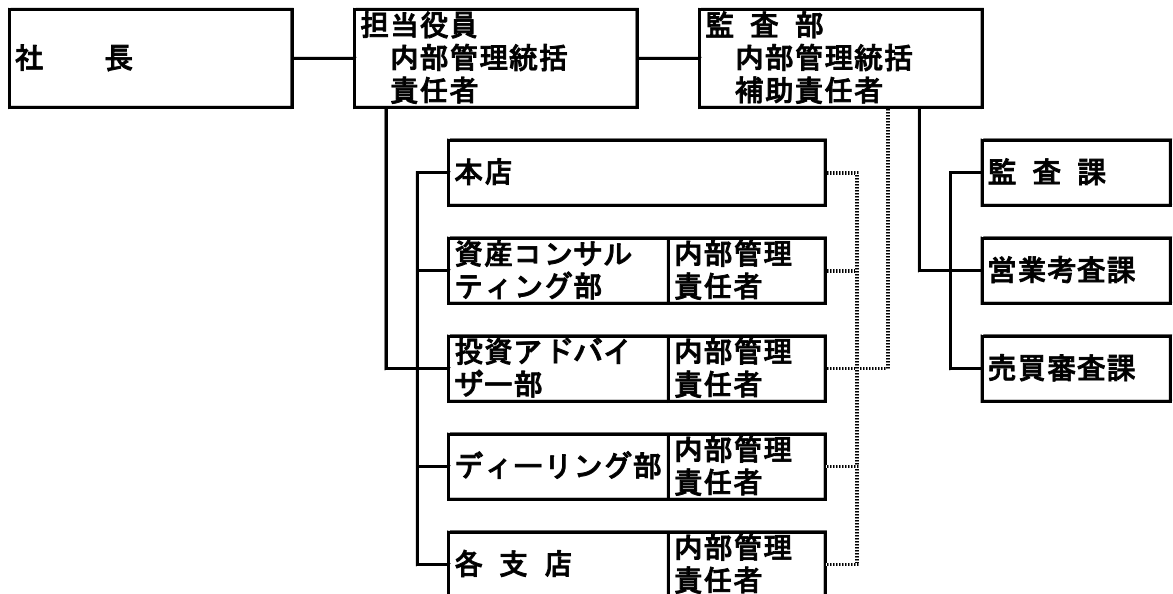 社　　長
担当役員
内部管理統括
責任者
監 査 部
内部管理統括
補助責任者
本店
資産コンサル
ティング部
内部管理
責任者
投資アドバイ
ザー部
内部管理
責任者
ディーリング部
内部管理
責任者
各 支 店
内部管理
責任者
監 査 課
営業考査課
売買審査課